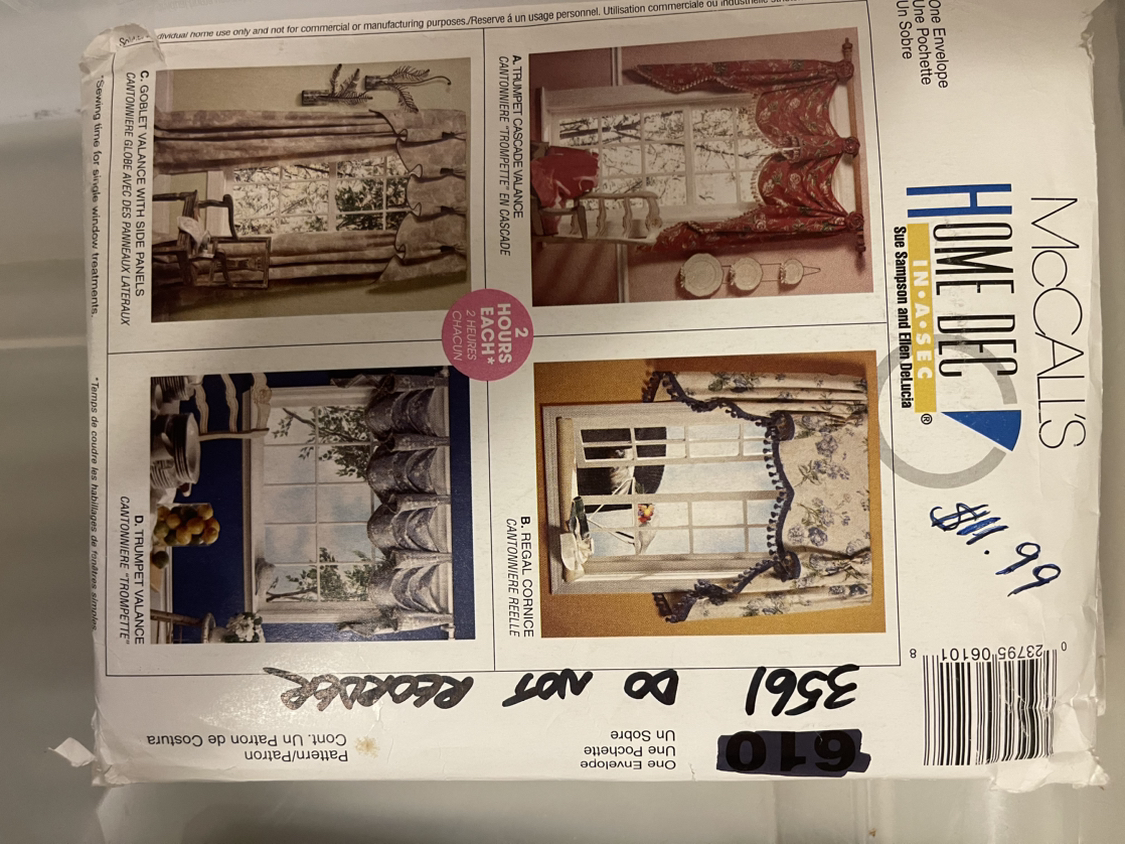 McCALL'S
HOME DEC
IN•A•SEC®
Sue Sampson and Ellen DeLucia
$11.99
One Envelope
Une Pochette
Un Sobre
dividual home use only and not for commercial or manufacturing purposes./Reserve á un usage personnel. Utilisation commerciale ou
A. TRUMPET CASCADE VALANCE
CANTONNIERE "TROMPETTE" EN CASCADE
B. REGAL CORNICE
CANTONNIERE REELLE
2
HOURS
EACH*
2 HEURES
CHACUN
C. GOBLET VALANCE WITH SIDE PANELS
CANTONNIERE GLOBE AVEC DES PANNEAUX LATERAUX
D. TRUMPET VALANCE
CANTONNIERE "TROMPETTE"
*Sewing time for single window treatments.
*Temps de coudre les habillages de fenêtres simples.
0 23795 06101 8
3561 DO NOT REORDER
610
One Envelope
Une Pochette
Un Sobre
Pattern/Patron
Cont. Un Patron de Costura